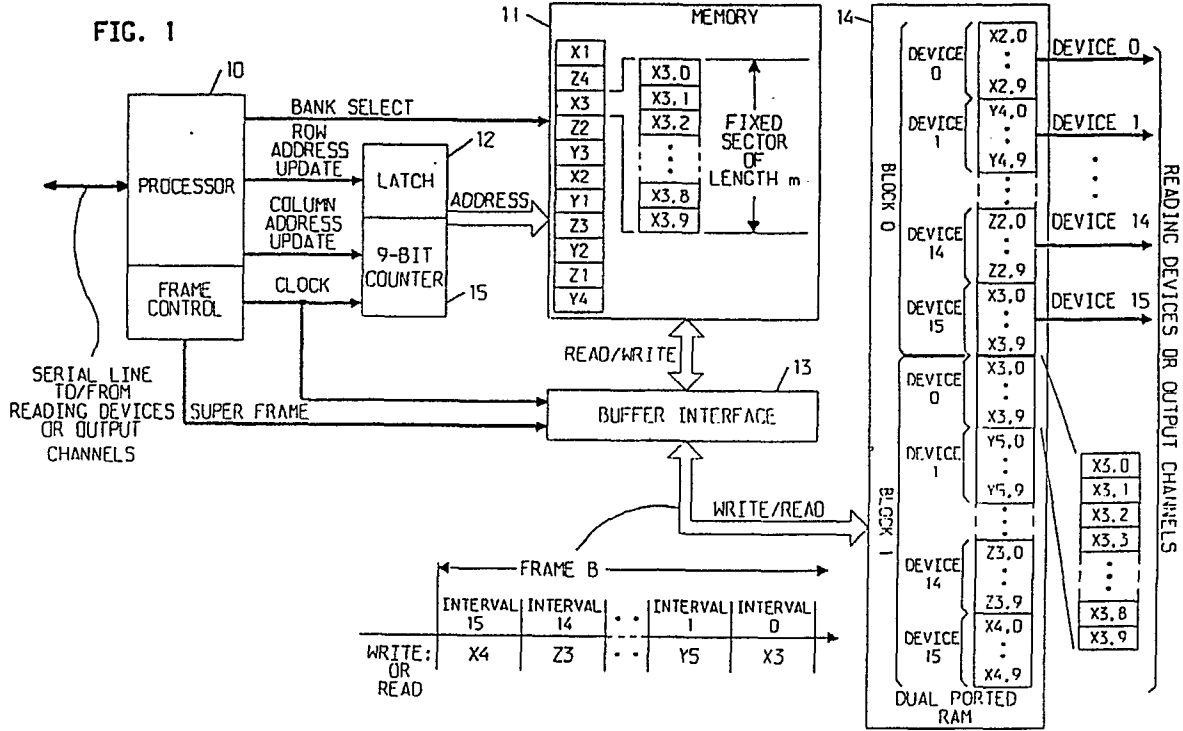 FIG. 1
10
PROCESSOR
FRAME
CONTROL
SERIAL LINE
TO/FROM
READING DEVICES
OR OUTPUT
CHANNELS
BANK SELECT
ROW
ADDRESS
UPDATE
COLUMN
ADDRESS
UPDATE
CLOCK
SUPER FRAME
12
LATCH
9-BIT
COUNTER
15
ADDRESS
11
MEMORY
X1
Z4
X3
Z2
Y3
X2
Y1
Z3
Y2
Z1
Y4
X3,0
X3,1
X3,2
X3,8
X3,9
FIXED
SECTOR
OF
LENGTH m
READ/WRITE
13
BUFFER INTERFACE
WRITE/READ
FRAME B
INTERVAL
15
INTERVAL
14
INTERVAL
1
INTERVAL
0
WRITE:
OR
READ
X4
Z3
Y5
X3
14
BLOCK 0
DEVICE
0
X2,0
X2,9
DEVICE
1
Y4,0
Y4,9
DEVICE
14
Z2,0
Z2,9
DEVICE
15
X3,0
X3,9
BLOCK 1
DEVICE
0
X3,0
X3,9
DEVICE
1
Y5,0
Y5,9
DEVICE
14
Z3,0
Z3,9
DEVICE
15
X4,0
X4,9
DUAL PORTED
RAM
DEVICE 0
DEVICE 1
DEVICE 14
DEVICE 15
X3,0
X3,1
X3,2
X3,3
X3,8
X3,9
READING DEVICES OR OUTPUT CHANNELS